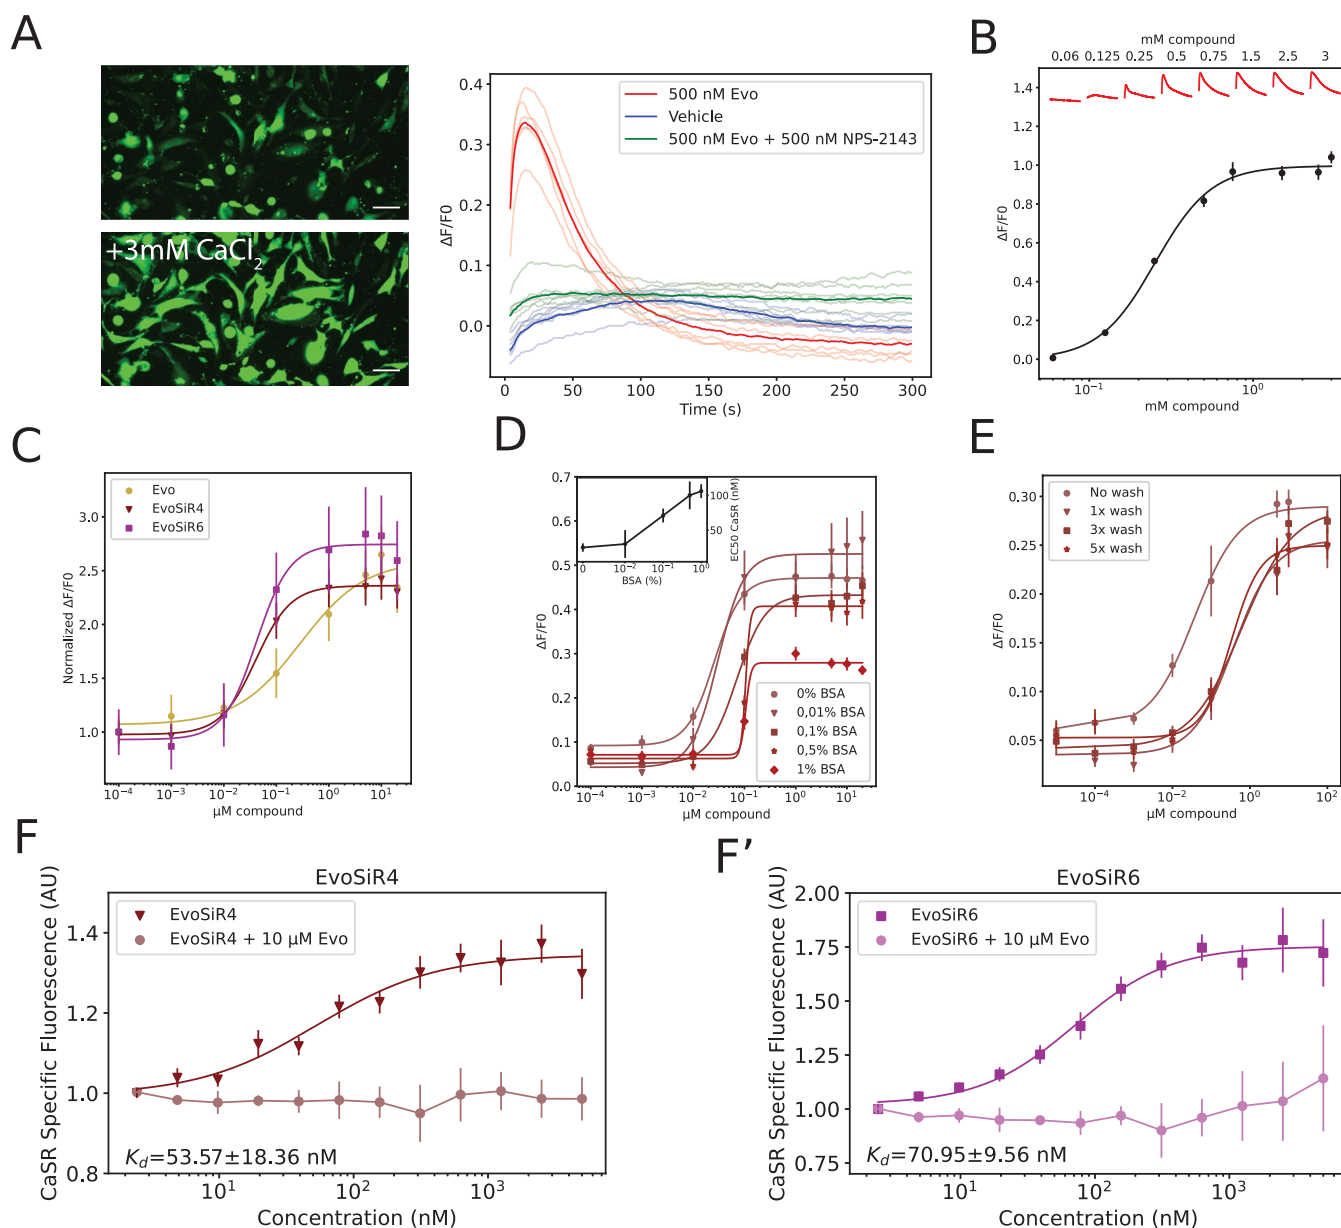 A
+3mM CaCl₂
ΔF/F0
0.4
0.3
0.2
0.1
0.0
500 nM Evo
Vehicle
500 nM Evo + 500 nM NPS-2143
0 50 100 150 200 250 300
Time (s)
B
mM compound
0.06 0.125 0.25 0.5 0.75 1.5 2.5 3
ΔF/F0
1.4
1.2
1.0
0.8
0.6
0.4
0.2
0.0
10⁻¹ 10⁰
mM compound
C
Normalized ΔF/F0
3.0
2.5
2.0
1.5
1.0
Evo
EvoSiR4
EvoSiR6
10⁻⁴ 10⁻³ 10⁻² 10⁻¹ 10⁰ 10¹
µM compound
D
ΔF/F0
0.7
0.6
0.5
0.4
0.3
0.2
0.1
0.0
EC50 CaSR (nM)
100
50
0 10⁻² 10⁻¹ 10⁰
BSA (%)
0% BSA
0,01% BSA
0,1% BSA
0,5% BSA
1% BSA
10⁻⁴ 10⁻³ 10⁻² 10⁻¹ 10⁰ 10¹
µM compound
E
ΔF/F0
0.30
0.25
0.20
0.15
0.10
0.05
No wash
1x wash
3x wash
5x wash
10⁻⁴ 10⁻² 10⁰ 10²
µM compound
F
EvoSiR4
CaSR Specific Fluorescence (AU)
1.4
1.2
1.0
0.8
EvoSiR4
EvoSiR4 + 10 µM Evo
K_d=53.57±18.36 nM
10¹ 10² 10³
Concentration (nM)
F'
EvoSiR6
CaSR Specific Fluorescence (AU)
2.00
1.75
1.50
1.25
1.00
0.75
EvoSiR6
EvoSiR6 + 10 µM Evo
K_d=70.95±9.56 nM
10¹ 10² 10³
Concentration (nM)